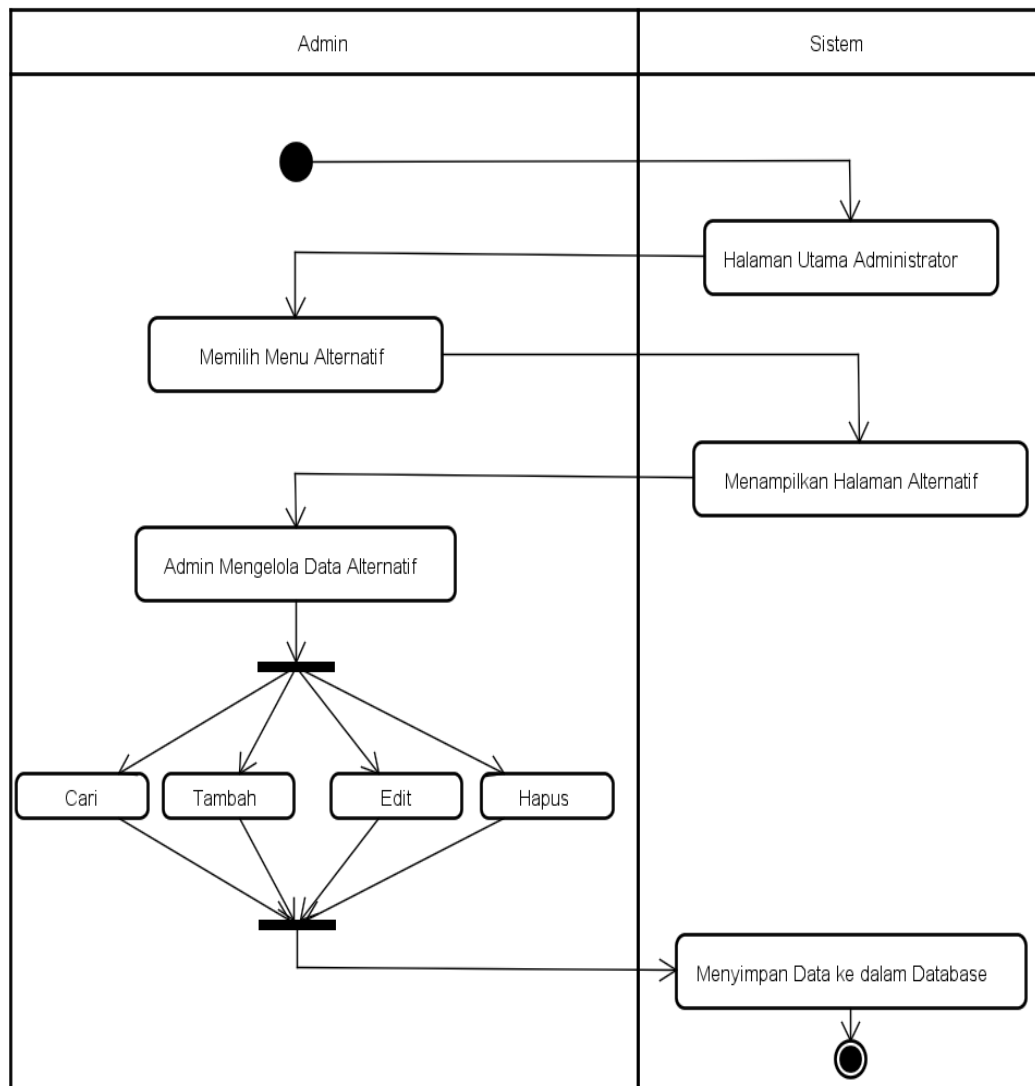 Admin
Sistem
Halaman Utama Administrator
Memilih Menu Alternatif
Menampilkan Halaman Alternatif
Admin Mengelola Data Alternatif
Cari
Tambah
Edit
Hapus
Menyimpan Data ke dalam Database